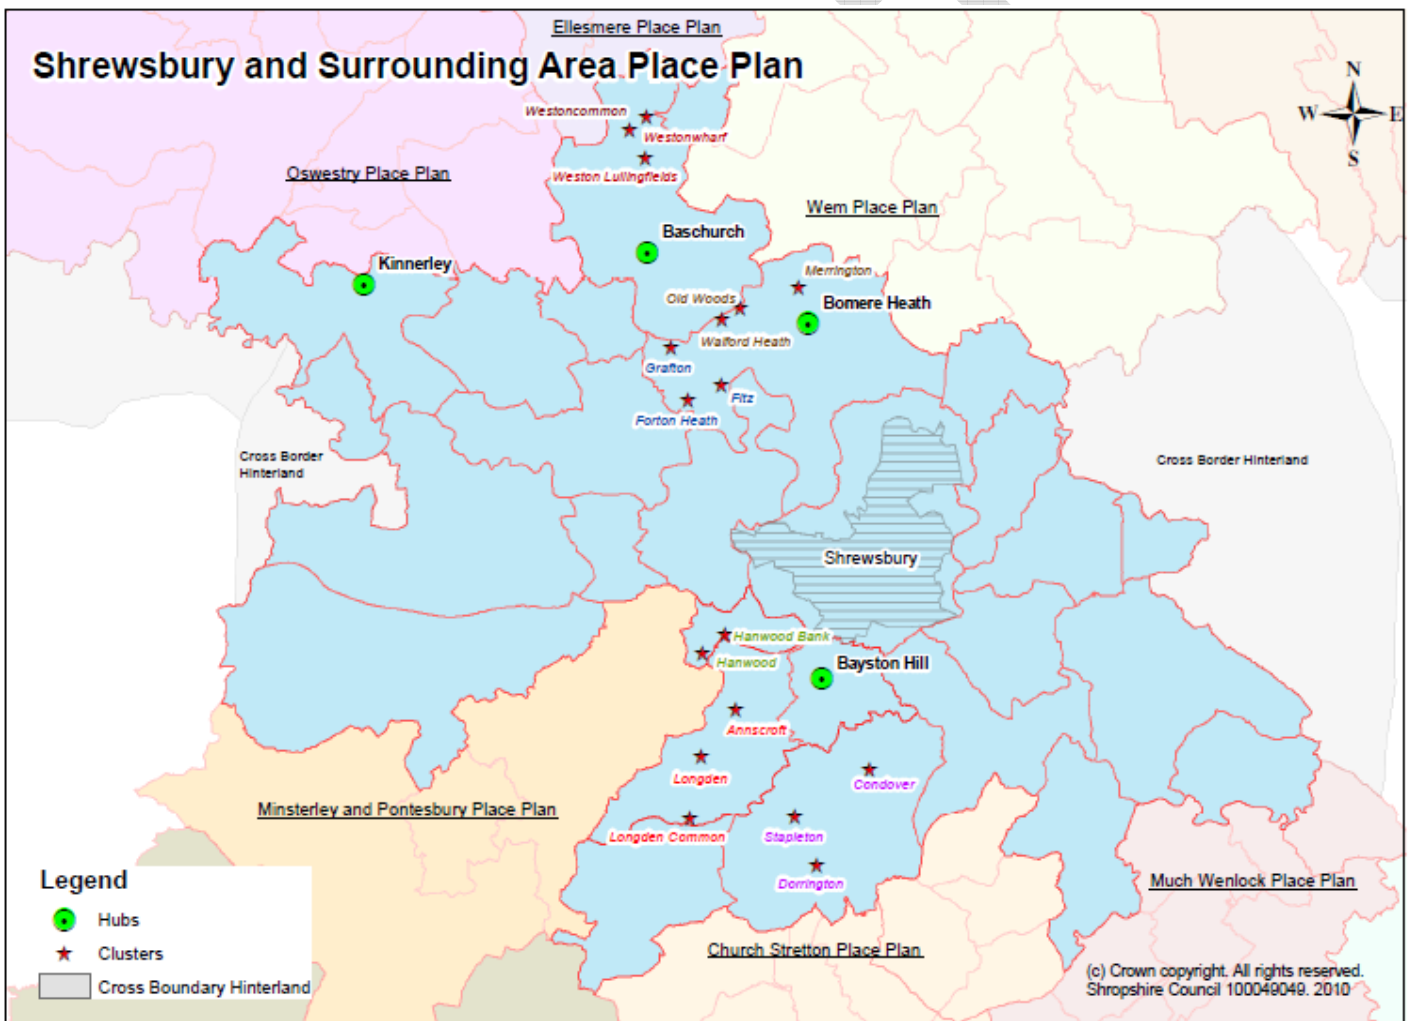 Ellesmere Place Plan
Shrewsbury and Surrounding Area Place Plan
N
W
E
S
Westoncommon
Westonwharf
Weston Lullingfields
Oswestry Place Plan
Wem Place Plan
Baschurch
Kinnerley
Merrington
Old Woods
Bomere Heath
Walford Heath
Grafton
Fitz
Forton Heath
Cross Border
Hinterland
Cross Border Hinterland
Shrewsbury
Hanwood Bank
Hanwood
Bayston Hill
Annscroft
Longden
Condover
Minsterley and Pontesbury Place Plan
Longden Common
Stapleton
Dorrington
Much Wenlock Place Plan
Church Stretton Place Plan
Legend
Hubs
Clusters
Cross Boundary Hinterland
(c) Crown copyright. All rights reserved.
Shropshire Council 100049049. 2010